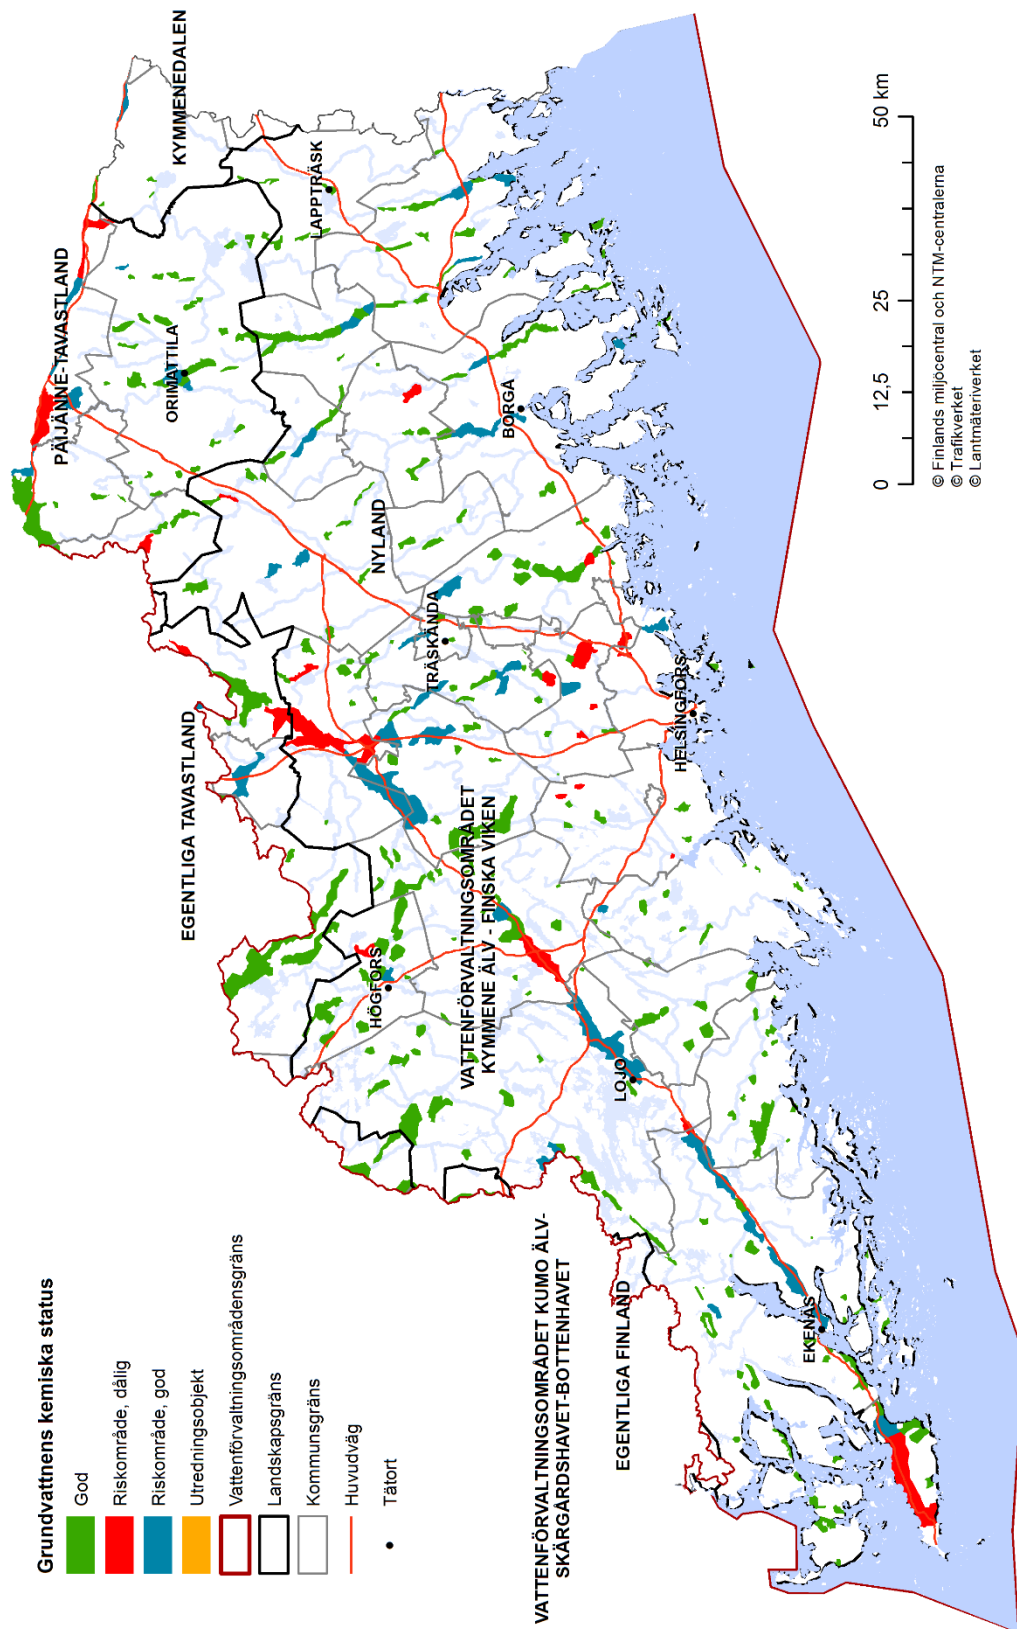 Grundvattnens kemiska status
God
Riskområde, dålig
Riskområde, god
Utredningsobjekt
Vattenförvaltningsområdensgräns
Landskapsgräns
Kommunsgräns
Huvudväg
Tätort
PÄIJÄNNE-TAVASTLAND
KYMMENEDALEN
ORIMATTILA
EGENTLIGA TAVASTLAND
LAPPTRÄSK
NYLAND
HÖGFORS
TRÄSKÄNDA
BORGÅ
VATTENFÖRVALTNINGSOMRÅDET
KYMMENE ÄLV - FINSKA VIKEN
VATTENFÖRVALTNINGSOMRÅDET KUMO ÄLV-
SKÄRGÅRDSHAVET-BOTTENHAVET
LOJO
HELSINGFORS
EGENTLIGA FINLAND
EKENÄS
0
12,5
25
50 km
© Finlands miljöcentral och NTM-centralerna
© Trafikverket
© Lantmäteriverket